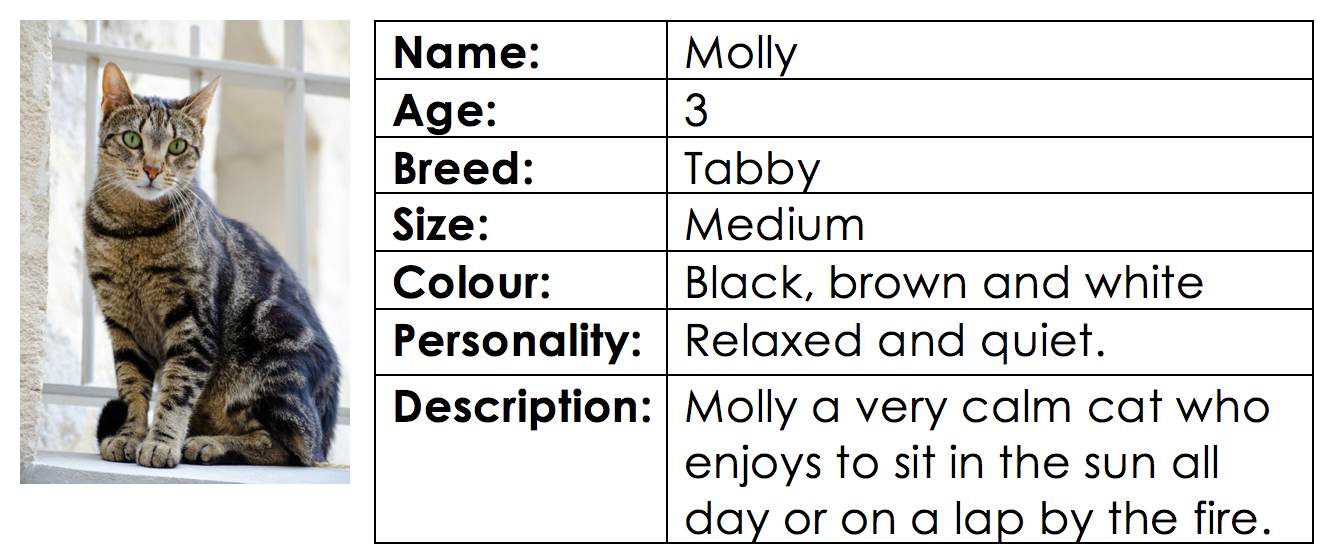 Name: Molly
Age: 3
Breed: Tabby
Size: Medium
Colour: Black, brown and white
Personality: Relaxed and quiet.
Description: Molly a very calm cat who
enjoys to sit in the sun all
day or on a lap by the fire.